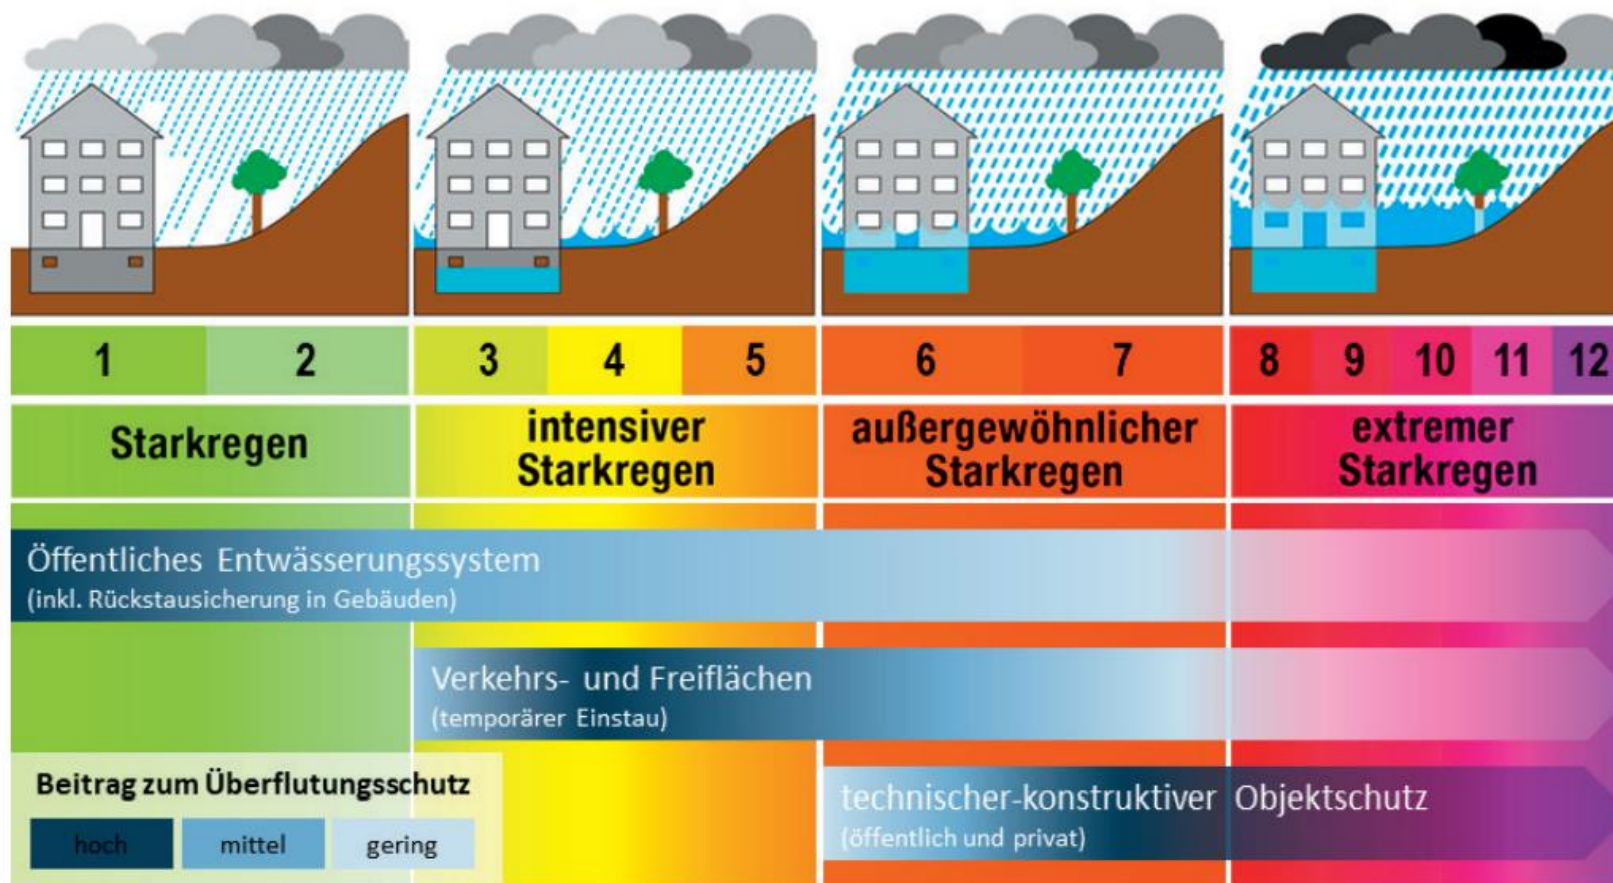 1 2 3 4 5 6 7 8 9 10 11 12
Starkregen
intensiver
Starkregen
außergewöhnlicher
Starkregen
extremer
Starkregen
Öffentliches Entwässerungssystem
(inkl. Rückstausicherung in Gebäuden)
Verkehrs- und Freiflächen
(temporärer Einstau)
technischer-konstruktiver Objektschutz
(öffentlich und privat)
Beitrag zum Überflutungsschutz
hoch mittel gering